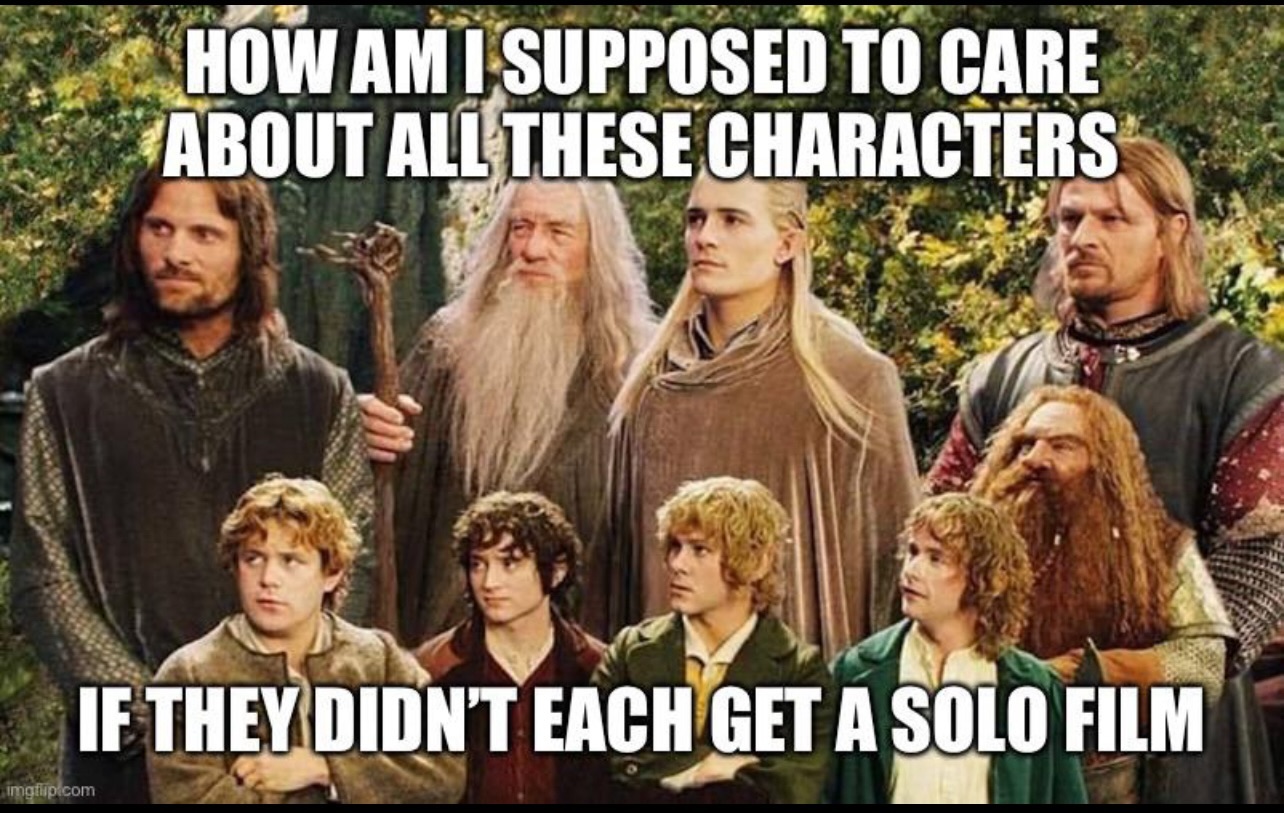 HOW AM I SUPPOSED TO CARE
ABOUT ALL THESE CHARACTERS
IF THEY DIDN'T EACH GET A SOLO FILM
imgflip.com